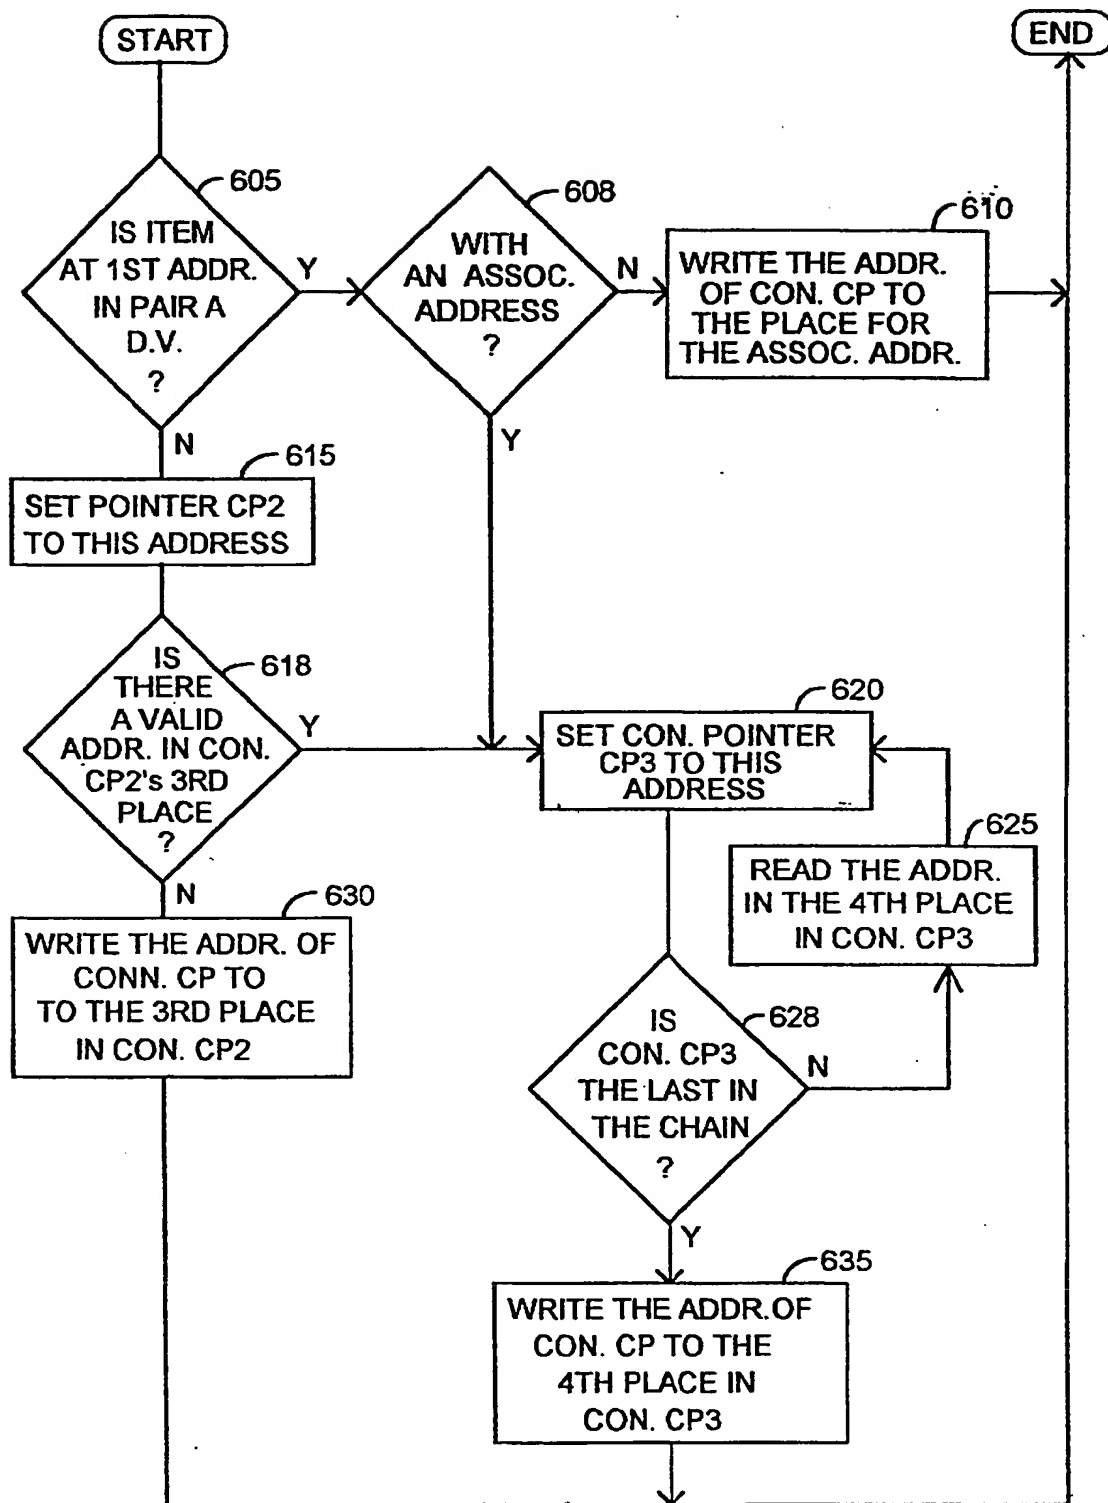 START
END
605
IS ITEM
AT 1ST ADDR.
IN PAIR A
D.V.
?
Y
N
608
WITH
AN ASSOC.
ADDRESS
?
N
Y
610
WRITE THE ADDR.
OF CON. CP TO
THE PLACE FOR
THE ASSOC. ADDR.
615
SET POINTER CP2
TO THIS ADDRESS
618
IS
THERE
A VALID
ADDR. IN CON.
CP2's 3RD
PLACE
?
Y
N
620
SET CON. POINTER
CP3 TO THIS
ADDRESS
625
READ THE ADDR.
IN THE 4TH PLACE
IN CON. CP3
630
WRITE THE ADDR. OF
CONN. CP TO
TO THE 3RD PLACE
IN CON. CP2
628
IS
CON. CP3
THE LAST IN
THE CHAIN
?
N
Y
635
WRITE THE ADDR.OF
CON. CP TO THE
4TH PLACE IN
CON. CP3